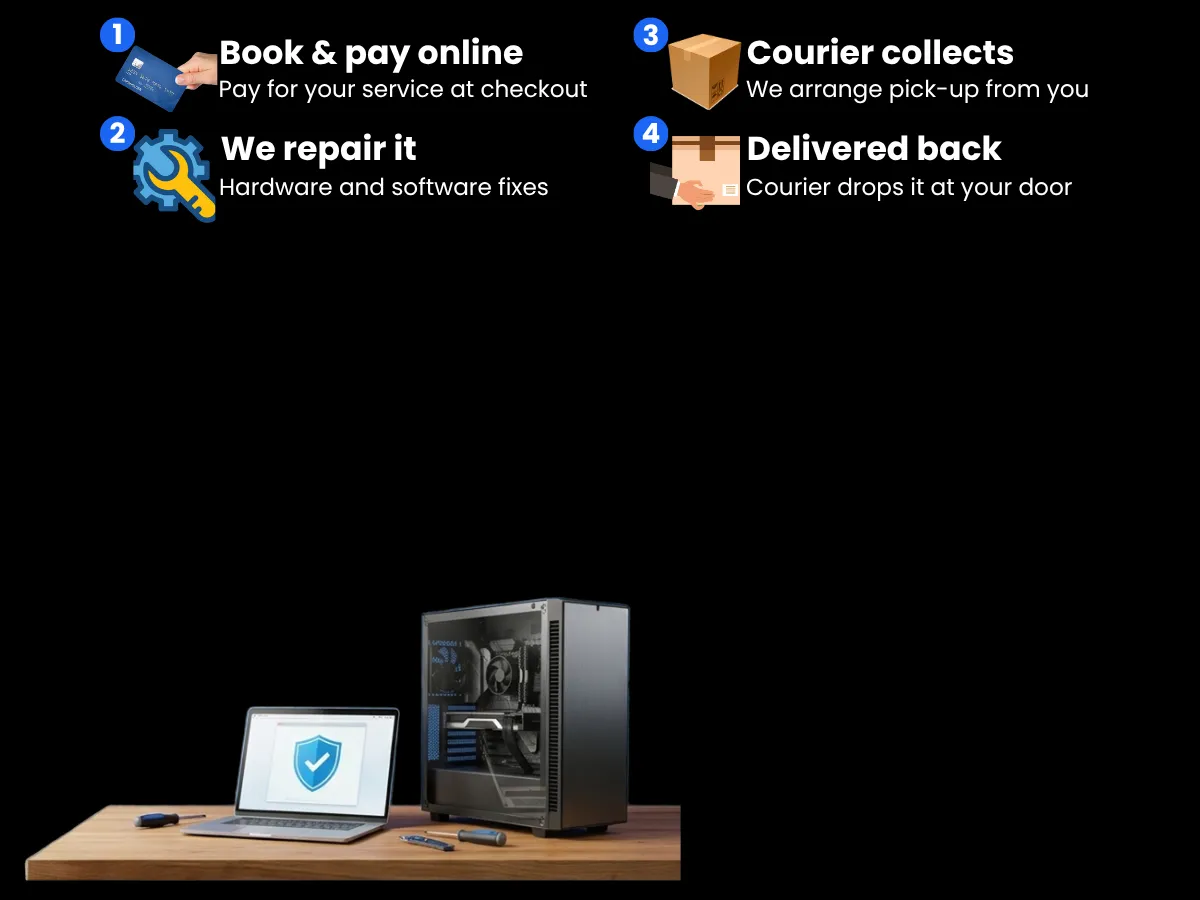 1
Book & pay online
Pay for your service at checkout
2
We repair it
Hardware and software fixes
3
Courier collects
We arrange pick-up from you
4
Delivered back
Courier drops it at your door